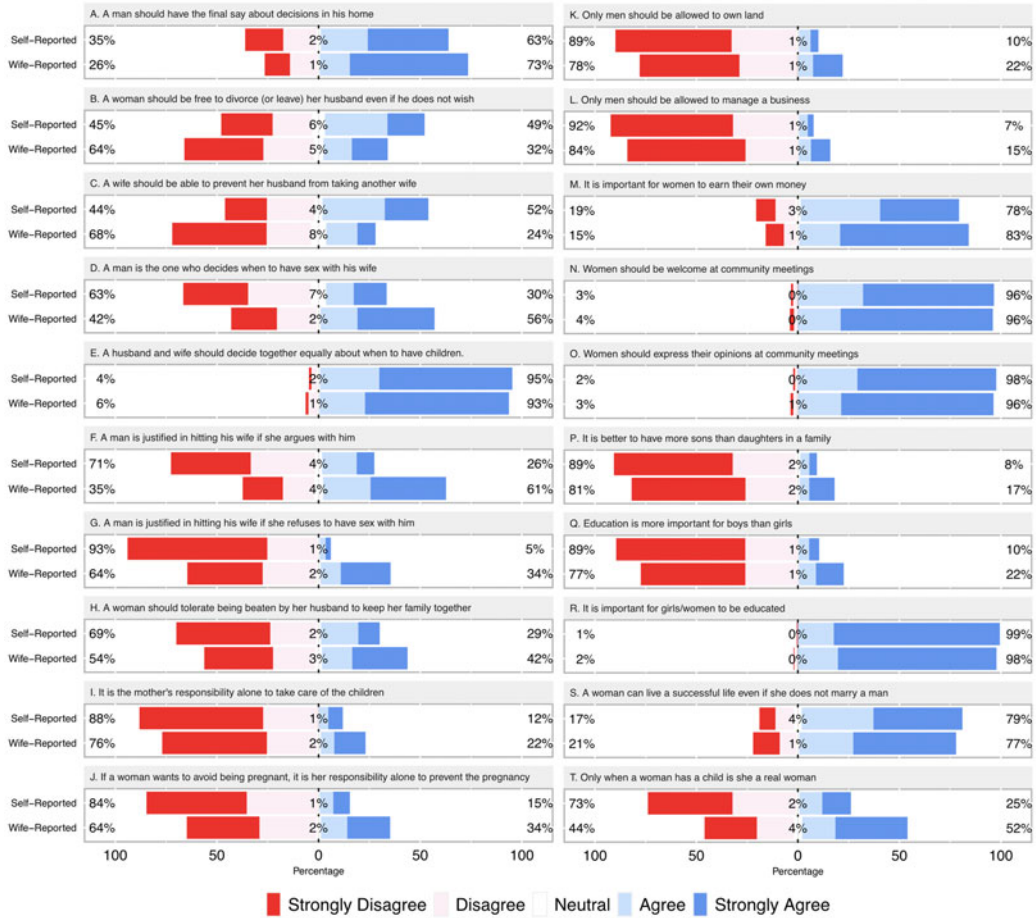 A. A man should have the final say about decisions in his home
Self-Reported 35% 2% 63%
Wife-Reported 26% 1% 73%
B. A woman should be free to divorce (or leave) her husband even if he does not wish
Self-Reported 45% 6% 49%
Wife-Reported 64% 5% 32%
C. A wife should be able to prevent her husband from taking another wife
Self-Reported 44% 4% 52%
Wife-Reported 68% 8% 24%
D. A man is the one who decides when to have sex with his wife
Self-Reported 63% 7% 30%
Wife-Reported 42% 2% 56%
E. A husband and wife should decide together equally about when to have children.
Self-Reported 4% 2% 95%
Wife-Reported 6% 1% 93%
F. A man is justified in hitting his wife if she argues with him
Self-Reported 71% 4% 26%
Wife-Reported 35% 4% 61%
G. A man is justified in hitting his wife if she refuses to have sex with him
Self-Reported 93% 1% 5%
Wife-Reported 64% 2% 34%
H. A woman should tolerate being beaten by her husband to keep her family together
Self-Reported 69% 2% 29%
Wife-Reported 54% 3% 42%
I. It is the mother's responsibility alone to take care of the children
Self-Reported 88% 1% 12%
Wife-Reported 76% 2% 22%
J. If a woman wants to avoid being pregnant, it is her responsibility alone to prevent the pregnancy
Self-Reported 84% 1% 15%
Wife-Reported 64% 2% 34%
100 50 0 50 100
Percentage
K. Only men should be allowed to own land
89% 1% 10%
78% 1% 22%
L. Only men should be allowed to manage a business
92% 1% 7%
84% 1% 15%
M. It is important for women to earn their own money
19% 3% 78%
15% 1% 83%
N. Women should be welcome at community meetings
3% 0% 96%
4% 0% 96%
O. Women should express their opinions at community meetings
2% 0% 98%
3% 1% 96%
P. It is better to have more sons than daughters in a family
89% 2% 8%
81% 2% 17%
Q. Education is more important for boys than girls
89% 1% 10%
77% 1% 22%
R. It is important for girls/women to be educated
1% 0% 99%
2% 0% 98%
S. A woman can live a successful life even if she does not marry a man
17% 4% 79%
21% 1% 77%
T. Only when a woman has a child is she a real woman
73% 2% 25%
44% 4% 52%
100 50 0 50 100
Percentage
Strongly Disagree Disagree Neutral Agree Strongly Agree